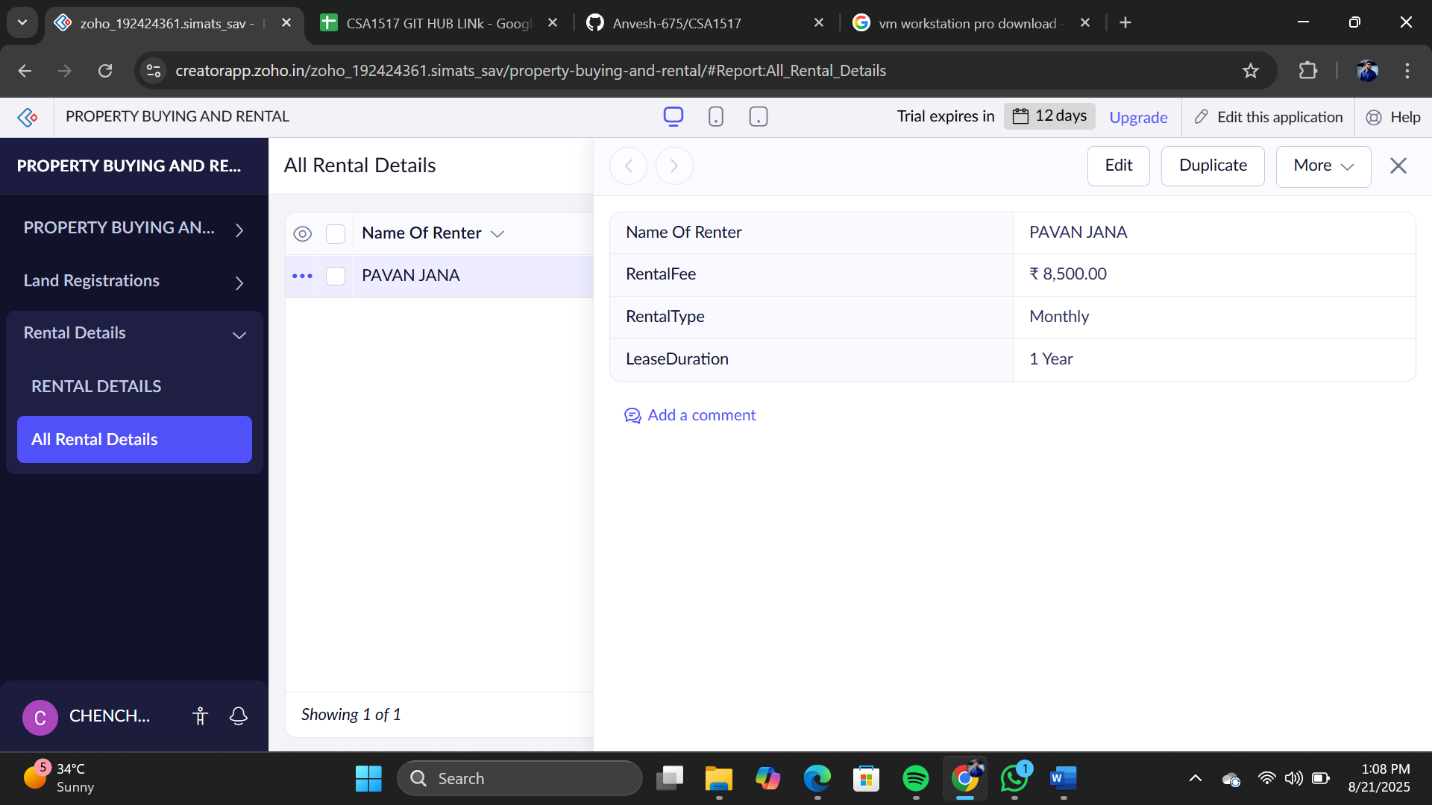 zoho_192424361.simats_sav -
CSA1517 GIT HUB LINk - Goog
Anvesh-675/CSA1517
vm workstation pro download -
creatorapp.zoho.in/zoho_192424361.simats_sav/property-buying-and-rental/#Report:All_Rental_Details
PROPERTY BUYING AND RENTAL
Trial expires in 12 days Upgrade
Edit this application
Help
PROPERTY BUYING AND RE...
PROPERTY BUYING AN...
Land Registrations
Rental Details
RENTAL DETAILS
All Rental Details
CHENCH...
C
All Rental Details
Name Of Renter
PAVAN JANA
Showing 1 of 1
Edit
Duplicate
More
Name Of Renter PAVAN JANA
RentalFee ₹ 8,500.00
RentalType Monthly
LeaseDuration 1 Year
Add a comment
5
34°C
Sunny
Search
1
W
1:08 PM
8/21/2025